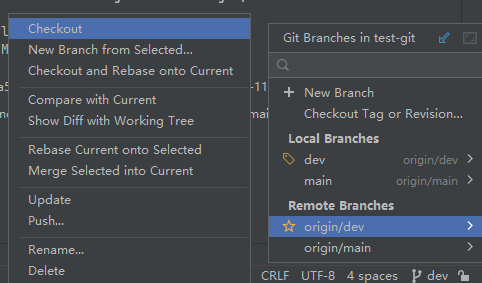 Checkout
New Branch from Selected...
Checkout and Rebase onto Current
Compare with Current
Show Diff with Working Tree
Rebase Current onto Selected
Merge Selected into Current
Update
Push...
Rename...
Delete
Git Branches in test-git
New Branch
Checkout Tag or Revision...
Local Branches
dev origin/dev
main origin/main
Remote Branches
origin/dev
origin/main
CRLF UTF-8 4 spaces dev